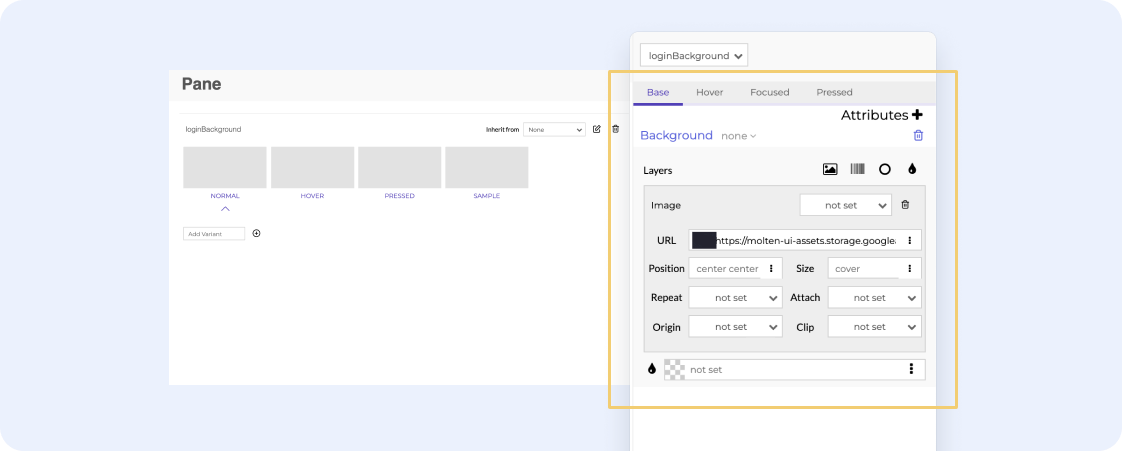 Pane
loginBackground
Inherit from
None
NORMAL
HOVER
PRESSED
SAMPLE
Add Variant
loginBackground
Base
Hover
Focused
Pressed
Attributes
Background none
Layers
Image
not set
URL
https://molten-ui-assets.storage.google
Position
center center
Size
cover
Repeat
not set
Attach
not set
Origin
not set
Clip
not set
not set